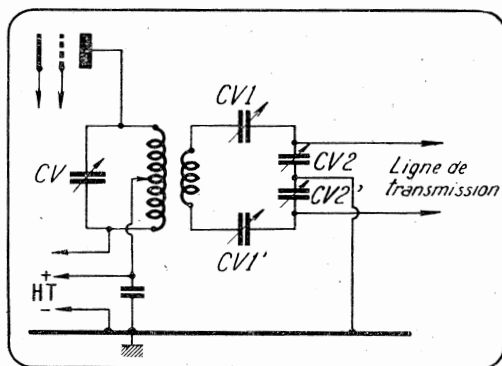 CV1
CV
CV2
CV2'
Ligne de
transmission
CV1'
+
HT
-